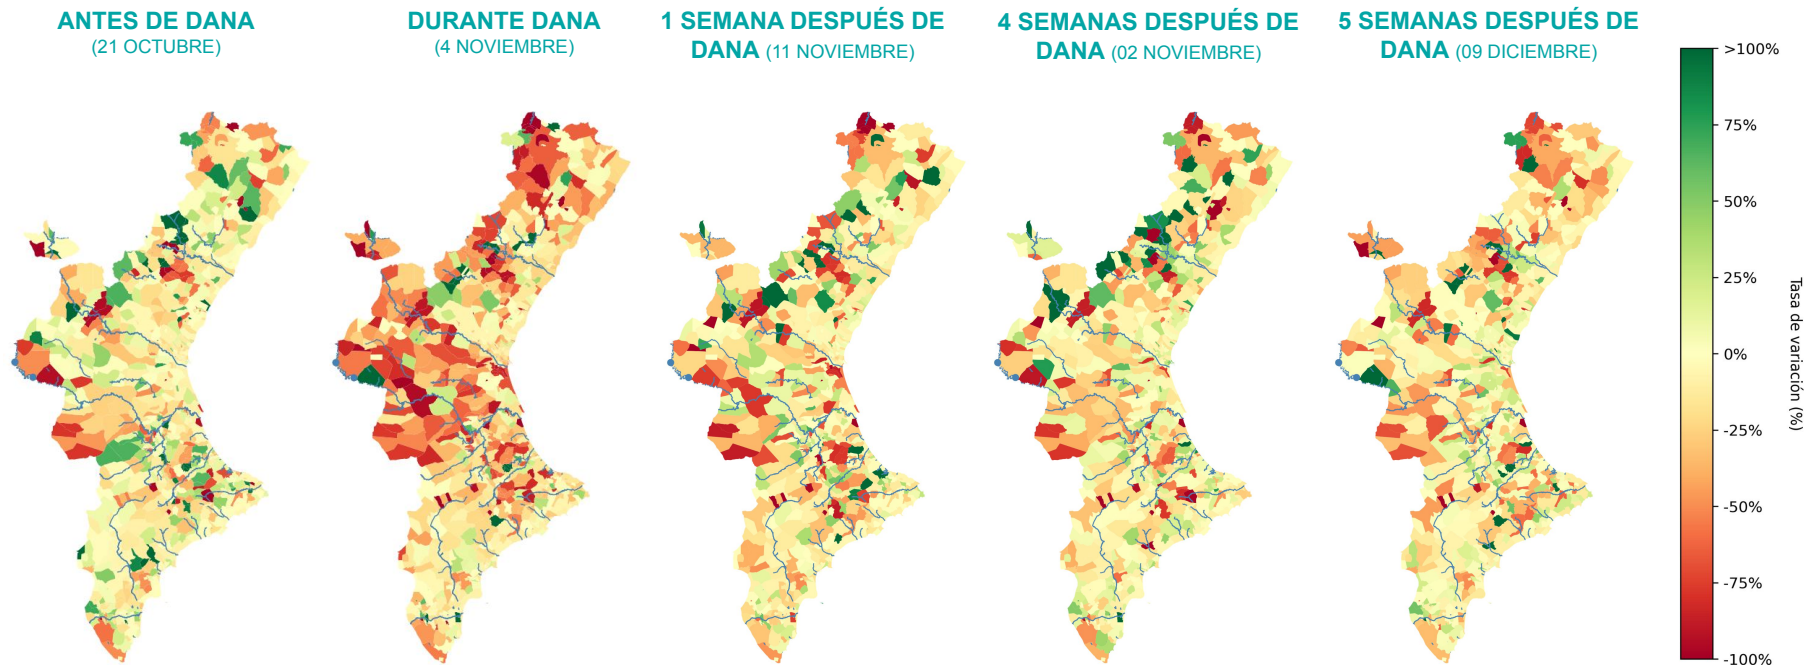 ANTES DE DANA
(21 OCTUBRE)
DURANTE DANA
(4 NOVIEMBRE)
1 SEMANA DESPUÉS DE
DANA (11 NOVIEMBRE)
4 SEMANAS DESPUÉS DE
DANA (02 NOVIEMBRE)
5 SEMANAS DESPUÉS DE
DANA (09 DICIEMBRE)
>100%
75%
50%
25%
0%
-25%
-50%
-75%
-100%
Tasa de variación (%)